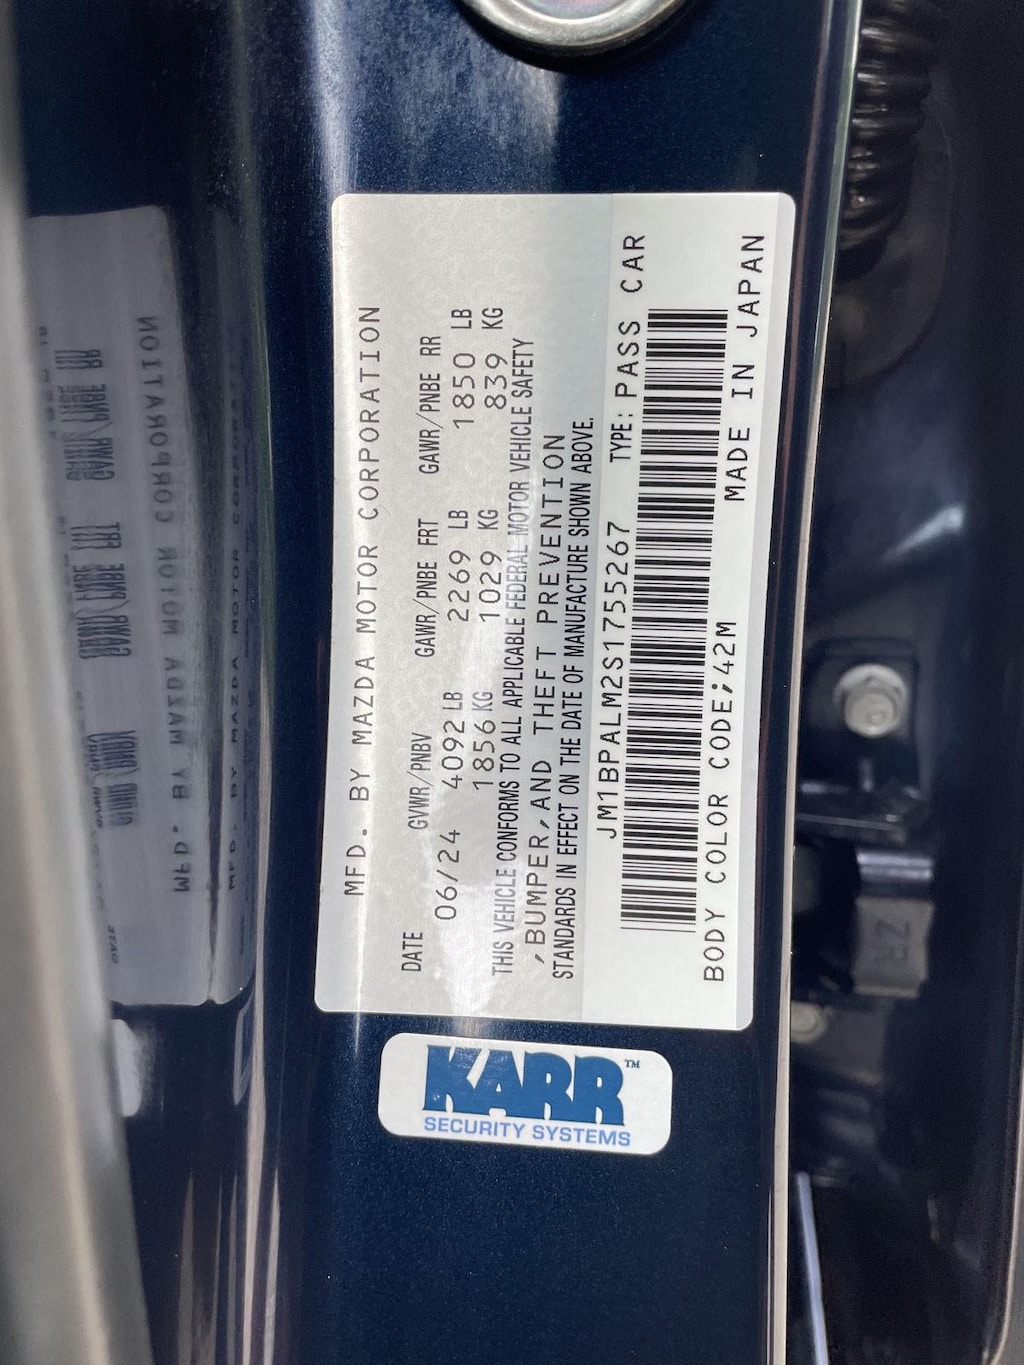 MFD. BY MAZDA MOTOR CORPORATION
DATE GVWR/PNBV GAWR/PNBE FRT GAWR/PNBE RR
06/24 4092 LB 2269 LB 1850 LB
1856 KG 1029 KG 839 KG
THIS VEHICLE CONFORMS TO ALL APPLICABLE FEDERAL MOTOR VEHICLE SAFETY
,BUMPER,AND THEFT PREVENTION
STANDARDS IN EFFECT ON THE DATE OF MANUFACTURE SHOWN ABOVE.
JM1BPALM2S1755267 TYPE: PASS CAR
BODY COLOR CODE;42M MADE IN JAPAN
KARR™
SECURITY SYSTEMS
ZR